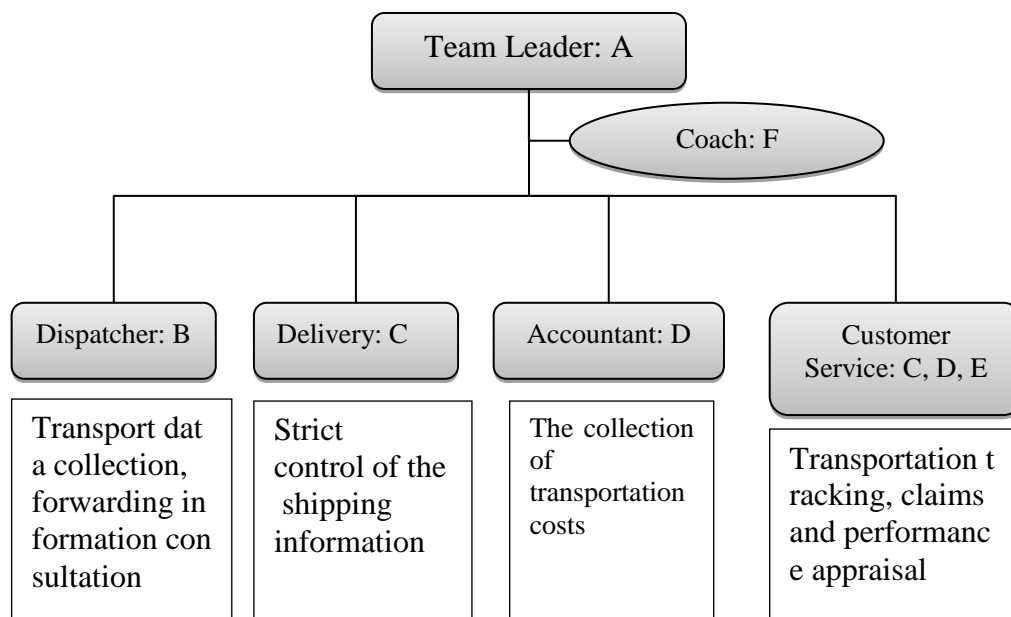 Team Leader: A
Coach: F
Dispatcher: B
Delivery: C
Accountant: D
Customer
Service: C, D, E
Transport dat
a collection,
forwarding in
formation con
sultation
Strict
control of the
shipping
information
The collection
of
transportation
costs
Transportation t
racking, claims
and performanc
e appraisal